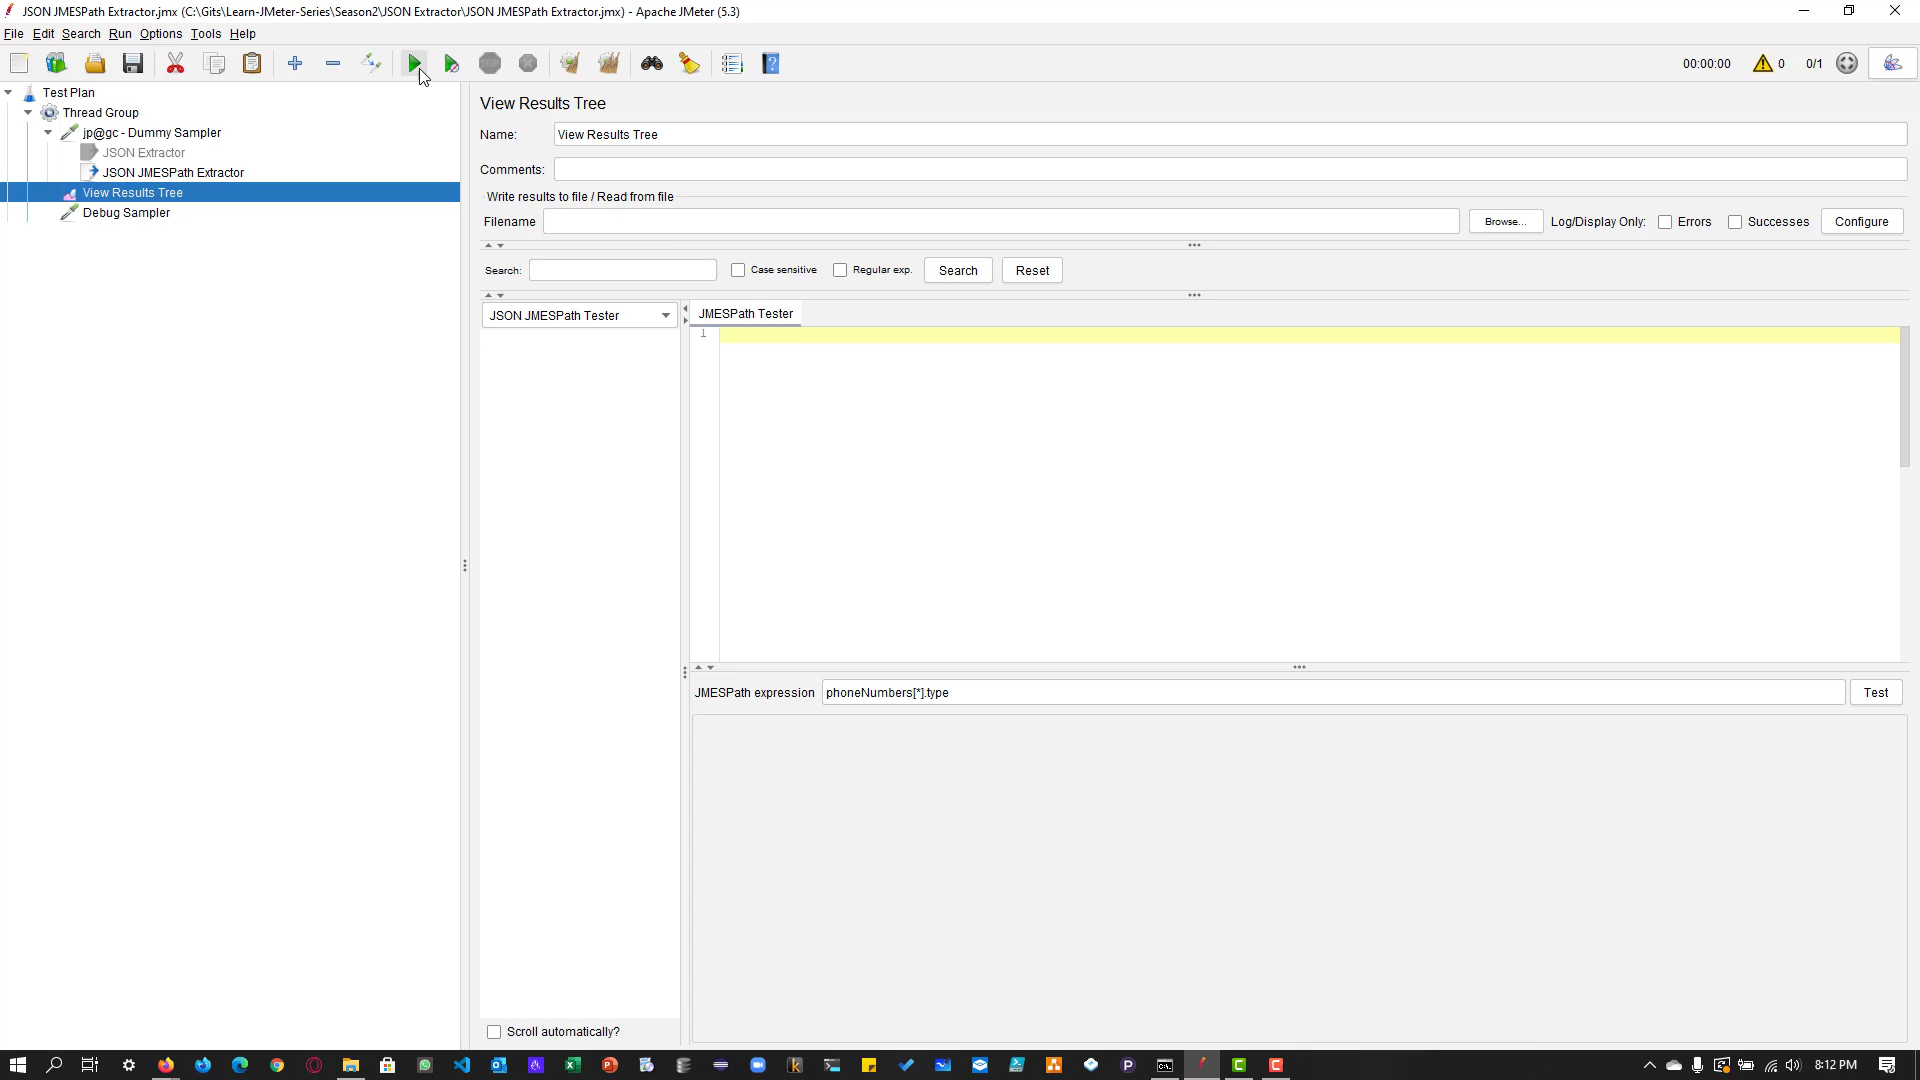 JSON JMESPath Extractor.jmx (C:\Gits\Learn-JMeter-Series\Season2\JSON Extractor\JSON JMESPath Extractor.jmx) - Apache JMeter (5.3)
File Edit Search Run Options Tools Help
00:00:00 0 0/1
Test Plan
Thread Group
jp@gc - Dummy Sampler
JSON Extractor
JSON JMESPath Extractor
View Results Tree
Debug Sampler
View Results Tree
Name: View Results Tree
Comments:
Write results to file / Read from file
Filename Browse... Log/Display Only: Errors Successes Configure
Search: Case sensitive Regular exp. Search Reset
JSON JMESPath Tester
JMESPath Tester
1
JMESPath expression phoneNumbers[*].type Test
Scroll automatically?
8:12 PM